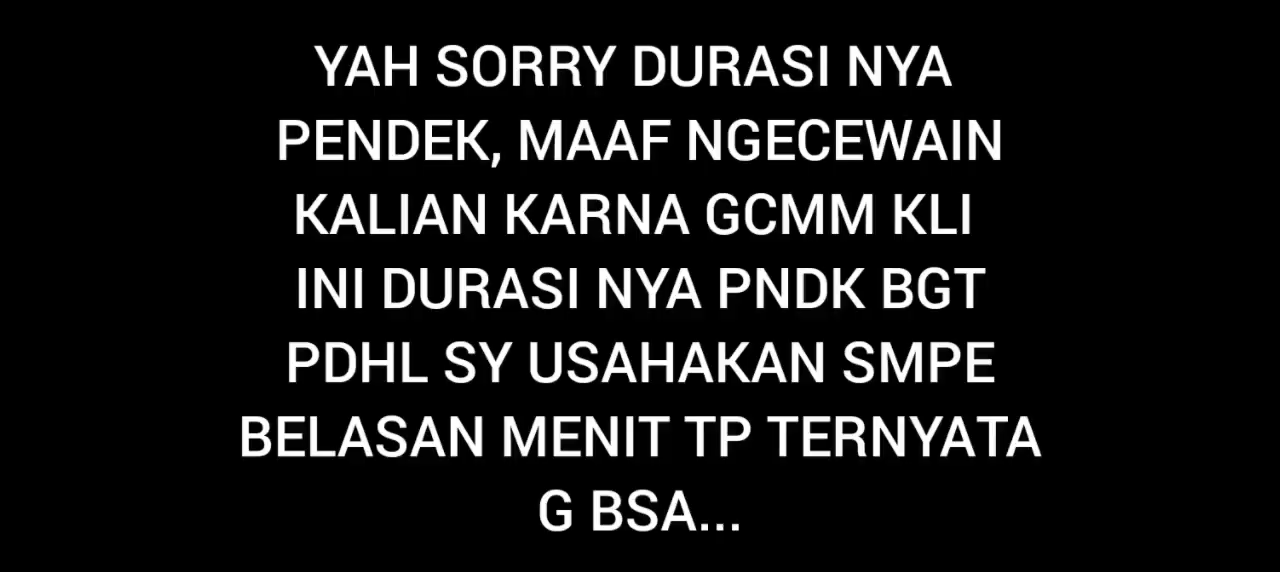 YAH SORRY DURASI NYA
PENDEK, MAAF NGECEWAIN
KALIAN KARNA GCMM KLI
INI DURASI NYA PNDK BGT
PDHL SY USAHAKAN SMPE
BELASAN MENIT TP TERNYATA
G BSA...